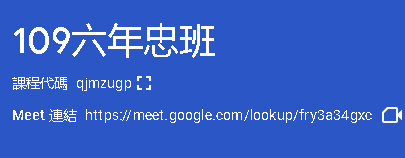 109六年忠班
課程代碼 qjmzugp
Meet 連結 https://meet.google.com/lookup/fry3a34gxc